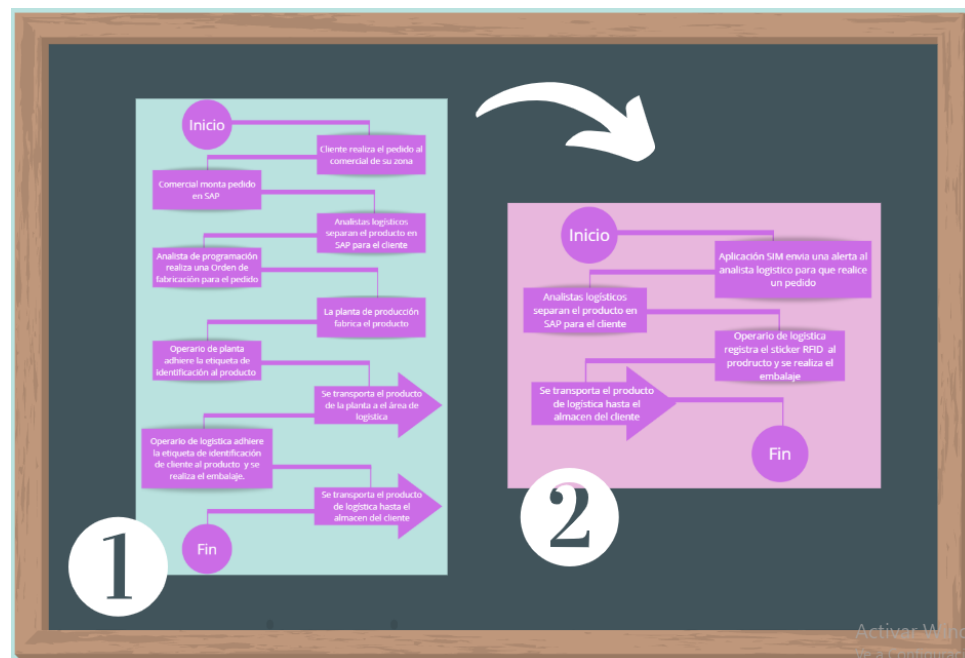 Inicio
Cliente realiza el pedido al
comercial de su zona
Comercial monta pedido
en SAP
Analistas logísticos
separan el producto en
SAP para el cliente
Analista de programación
realiza una Orden de
fabricación para el pedido
La planta de producción
fabrica el producto
Operario de planta
adhiere la etiqueta de
identificación al producto
Se transporta el producto
de la planta a el área de
logística
Operario de logística adhiere
la etiqueta de identificación
de cliente al producto y se
realiza el embalaje.
Se transporta el producto
de logística hasta el
almacen del cliente
Fin
1
Inicio
Aplicación SIM envia una alerta al
analista logístico para que realice
un pedido
Analistas logísticos
separan el producto en
SAP para el cliente
Operario de logística
registra el sticker RFID al
prodructo y se realiza el
embalaje
Se transporta el producto
de logística hasta el
almacen del cliente
Fin
2
Activar